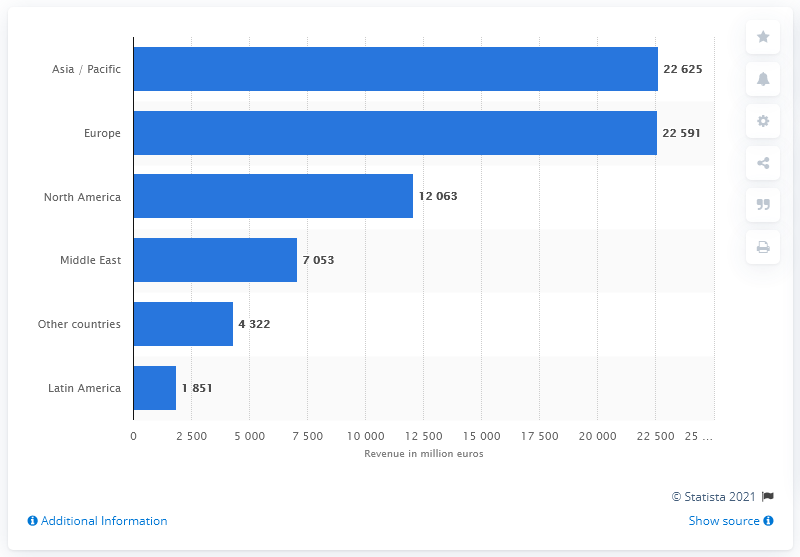 Asia / Pacific 22 625
Europe 22 591
North America 12 063
Middle East 7 053
Other countries 4 322
Latin America 1 851
0 2 500 5 000 7 500 10 000 12 500 15 000 17 500 20 000 22 500 25 ...
Revenue in million euros
© Statista 2021
Additional Information Show source